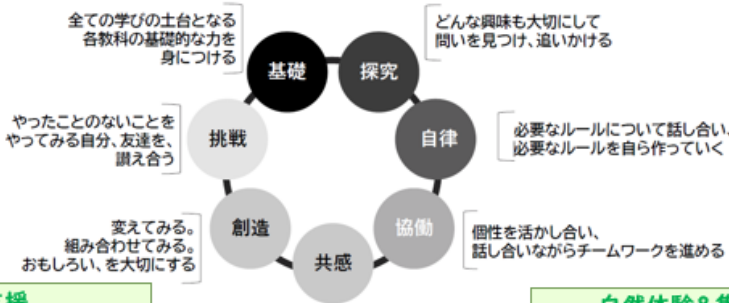 全ての学びの土台となる
各教科の基礎的な力を
身につける
基礎
探究
どんな興味も大切にして
問いを見つけ、追いかける
やったことのないことを
やってみる自分、友達を、
讃え合う
挑戦
自律
必要なルールについて話し合い、
必要なルールを自ら作っていく
変えてみる。
組み合わせてみる。
おもしろい、を大切にする
創造
協働
個性を活かし合い、
話し合いながらチームワークを進める
共感